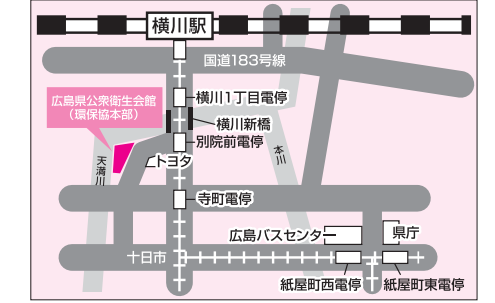 横川駅
国道183号線
広島県公衆衛生会館
（環保協本部）
横川1丁目電停
横川新橋
別院前電停
本川
トヨタ
天満川
寺町電停
広島バスセンター
県庁
十日市
紙屋町西電停
紙屋町東電停